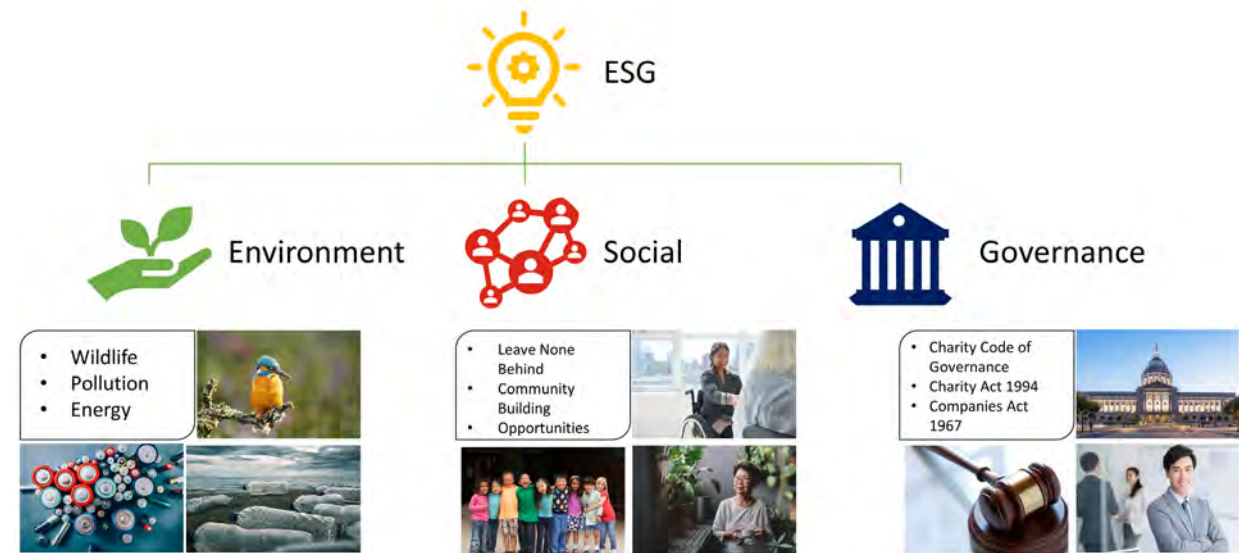 ESG
Environment
Social
Governance
• Wildlife
• Pollution
• Energy
• Leave None
Behind
• Community
Building
• Opportunities
• Charity Code of
Governance
• Charity Act 1994
• Companies Act
1967